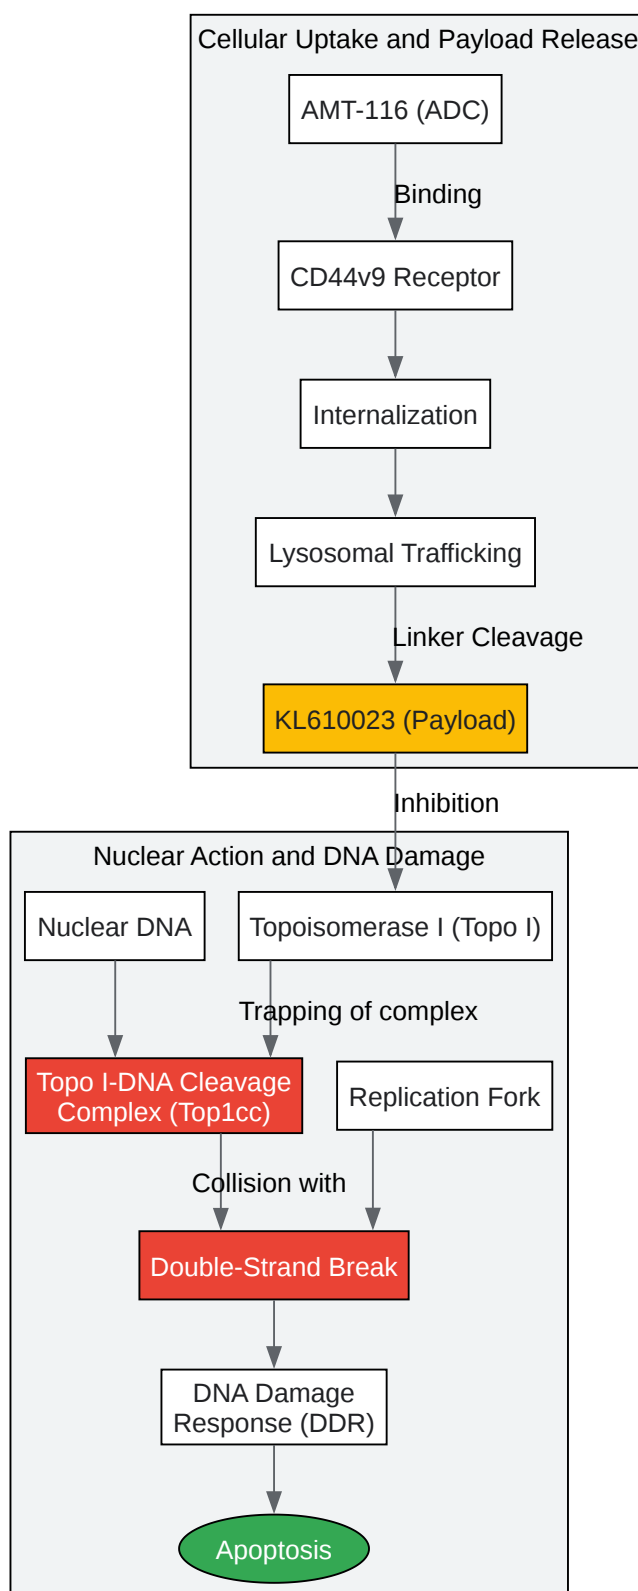 Cellular Uptake and Payload Release
AMT-116 (ADC)
Binding
CD44v9 Receptor
Internalization
Lysosomal Trafficking
Linker Cleavage
KL610023 (Payload)
Inhibition
Nuclear Action and DNA Damage
Nuclear DNA
Topoisomerase I (Topo I)
Trapping of complex
Topo I-DNA Cleavage
Complex (Top1cc)
Replication Fork
Collision with
Double-Strand Break
DNA Damage
Response (DDR)
Apoptosis